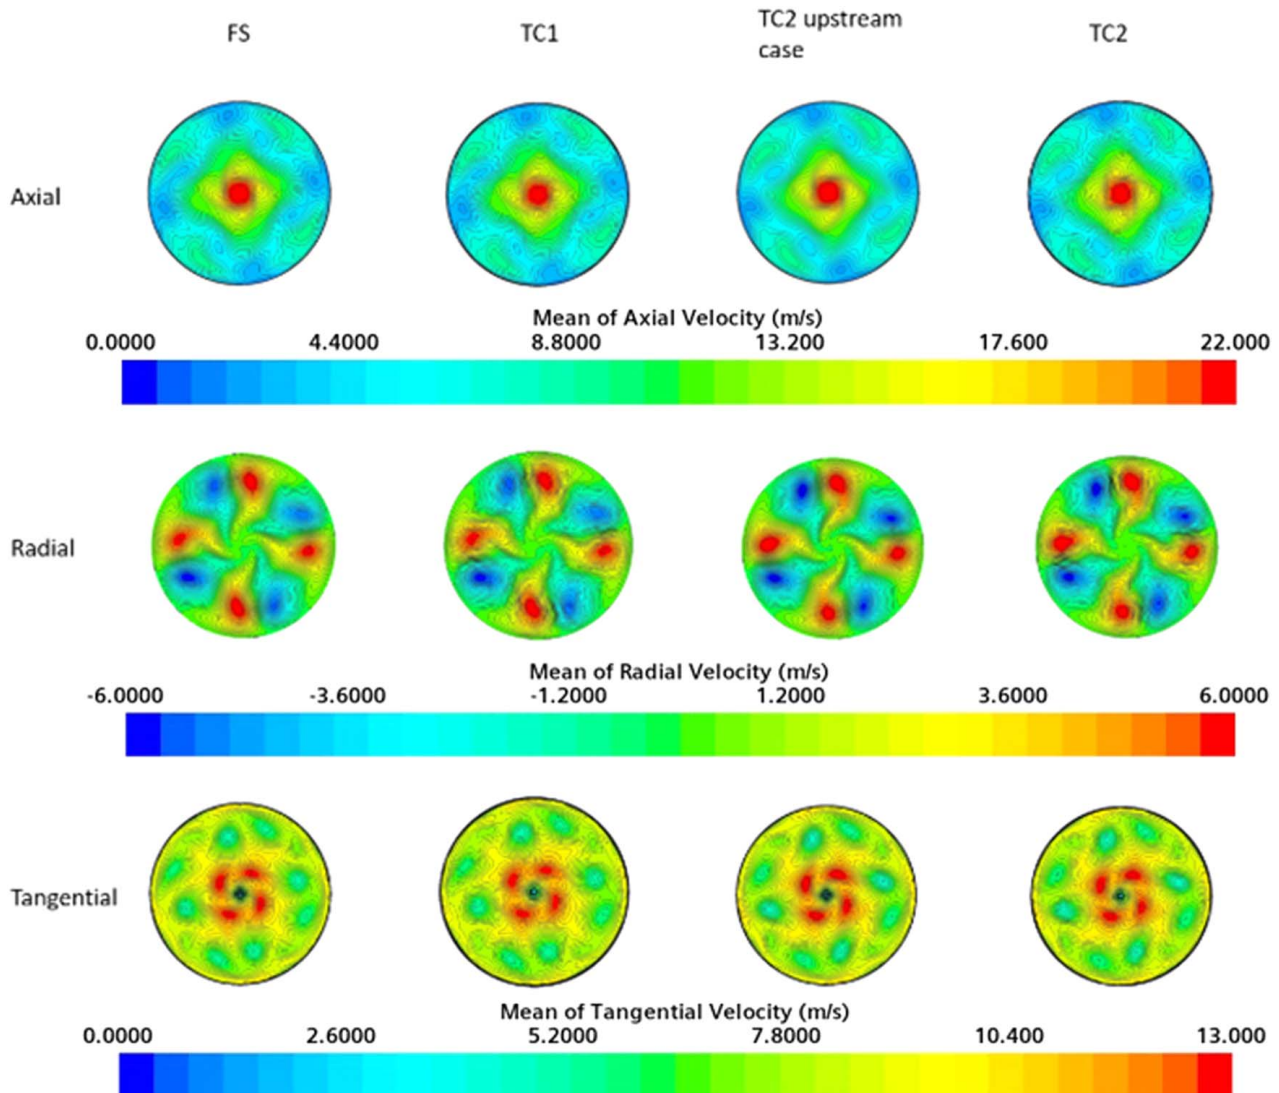 FS
TC1
TC2 upstream
case
TC2
Axial
Mean of Axial Velocity (m/s)
0.0000 4.4000 8.8000 13.200 17.600 22.000
Radial
Mean of Radial Velocity (m/s)
-6.0000 -3.6000 -1.2000 1.2000 3.6000 6.0000
Tangential
Mean of Tangential Velocity (m/s)
0.0000 2.6000 5.2000 7.8000 10.400 13.000